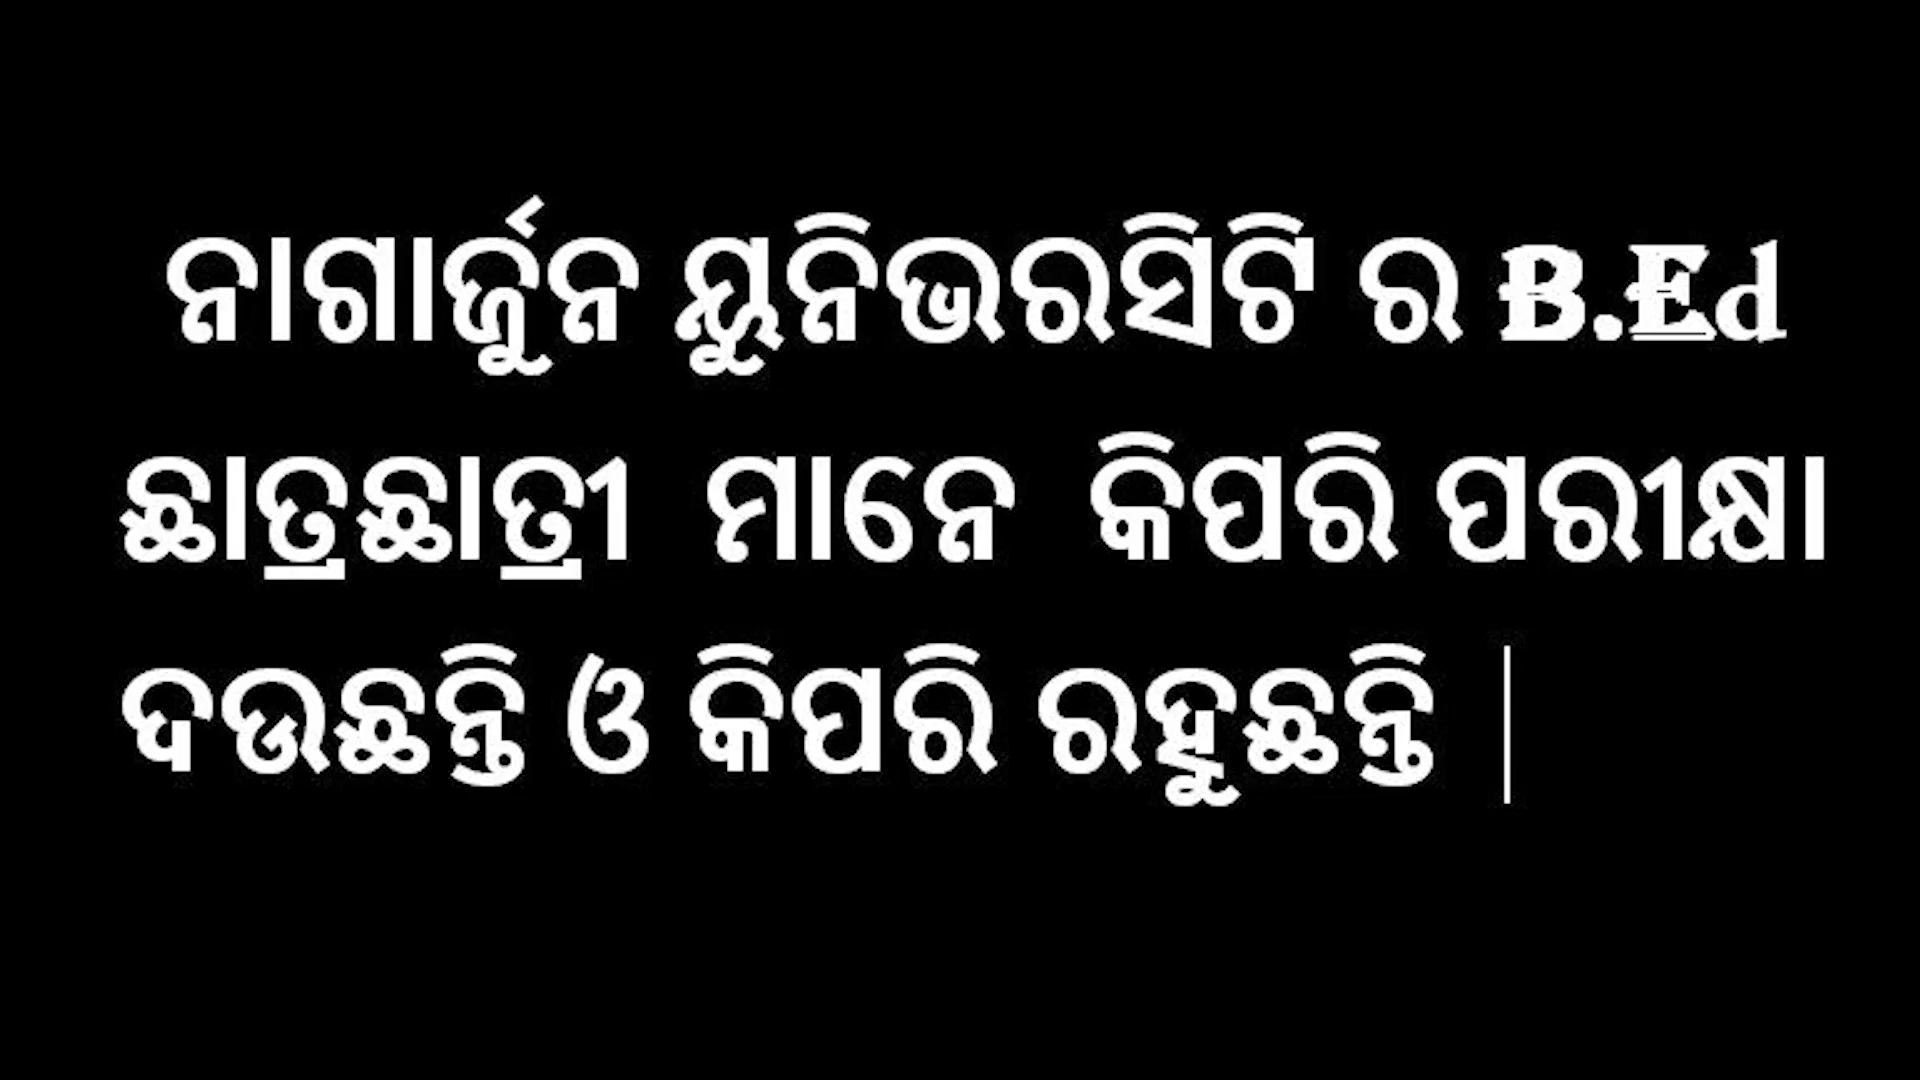 ନାଗାର୍ଜୁନ ୟୁନିଭରସିଟି ର B.Ed
ଛାତ୍ରଛାତ୍ରୀ ମାନେ କିପରି ପରୀକ୍ଷା
ଦଉଛନ୍ତି ଓ କିପରି ରହୁଛନ୍ତି |